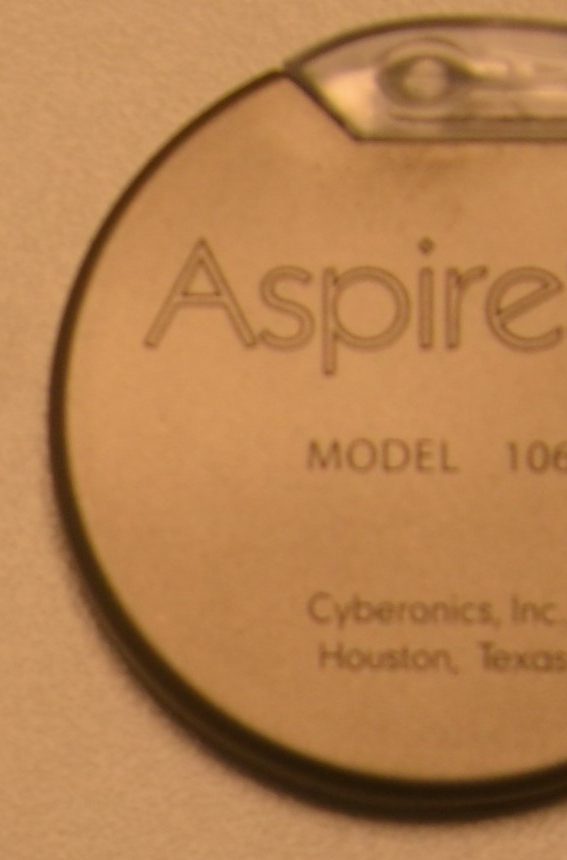 Aspire
MODEL 106
Cyberonics, Inc.
Houston, Texas